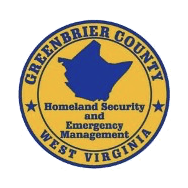 GREENBRIER COUNTY
Homeland Security
and
Emergency
Management
WEST VIRGINIA